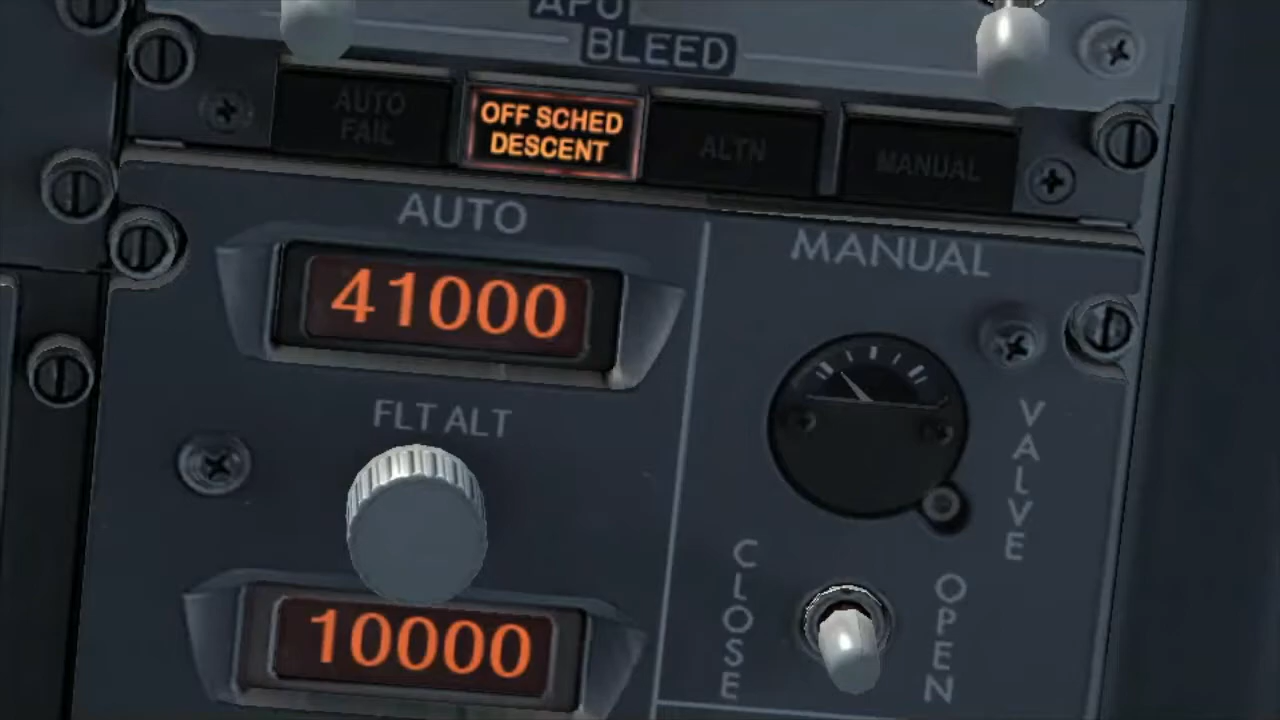 APU
BLEED
AUTO
FAIL
OFF SCHED
DESCENT
ALTN
MANUAL
AUTO
MANUAL
41000
FLT ALT
VALVE
CLOSE
OPEN
10000